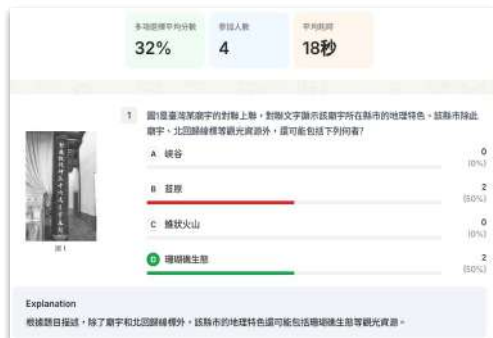 多項選擇平均分數
參加人數
平均耗時
32%
4
18秒
1 圖1是臺灣某廟宇的對聯上聯，對聯文字顯示該廟宇所在縣市的地理特色。該縣市除此
廟宇、北回歸線標等觀光資源外，還可能包括下列何者?
A 峽谷
0
(0%)
B 莽原
2
(50%)
C 錐狀火山
0
(0%)
D 珊瑚礁生態
2
(50%)
圖1
Explanation
根據題目描述，除了廟宇和北回歸線標外，該縣市的地理特色還可能包括珊瑚礁生態等觀光資源。